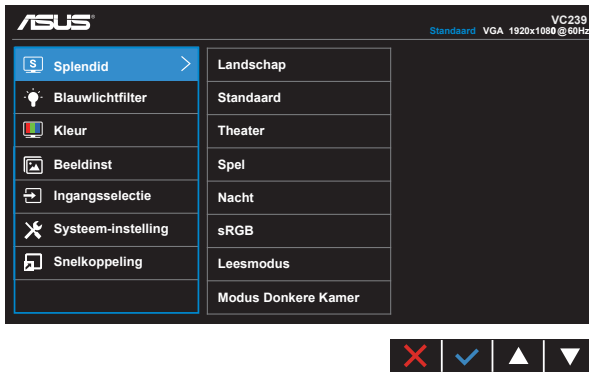 ASUS
VC239
Standaard VGA 1920x1080@60Hz
S Splendid
Blauwlichtfilter
Kleur
Beeldinst
Ingangsselectie
Systeem-instelling
Snelkoppeling
Landschap
Standaard
Theater
Spel
Nacht
sRGB
Leesmodus
Modus Donkere Kamer